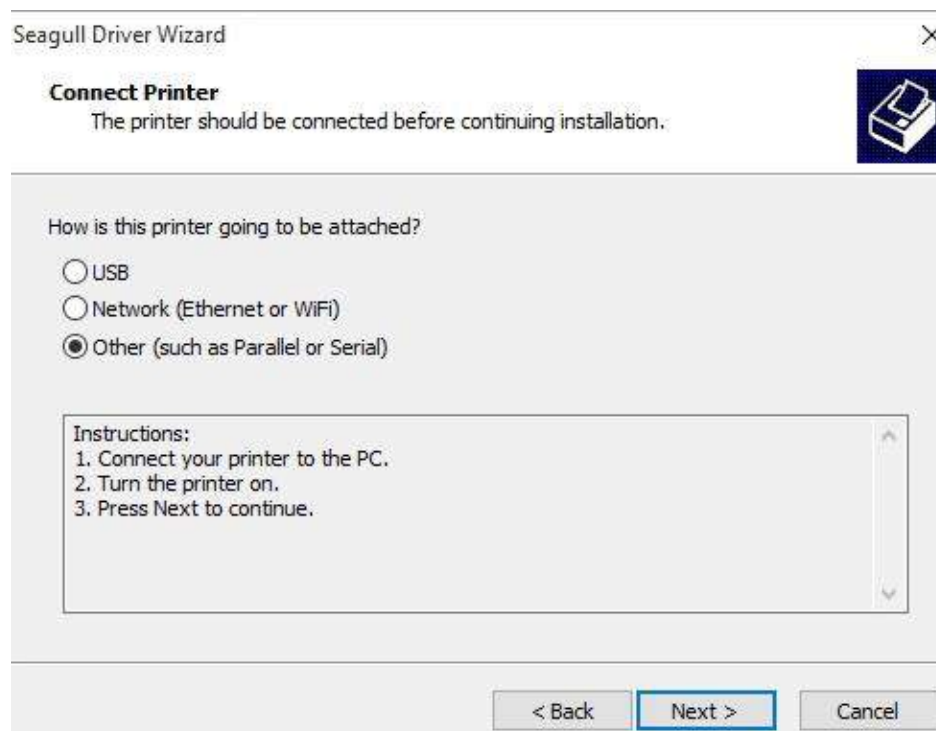 Seagull Driver Wizard
Connect Printer
The printer should be connected before continuing installation.
How is this printer going to be attached?
USB
Network (Ethernet or WiFi)
Other (such as Parallel or Serial)
Instructions:
1. Connect your printer to the PC.
2. Turn the printer on.
3. Press Next to continue.
< Back Next > Cancel